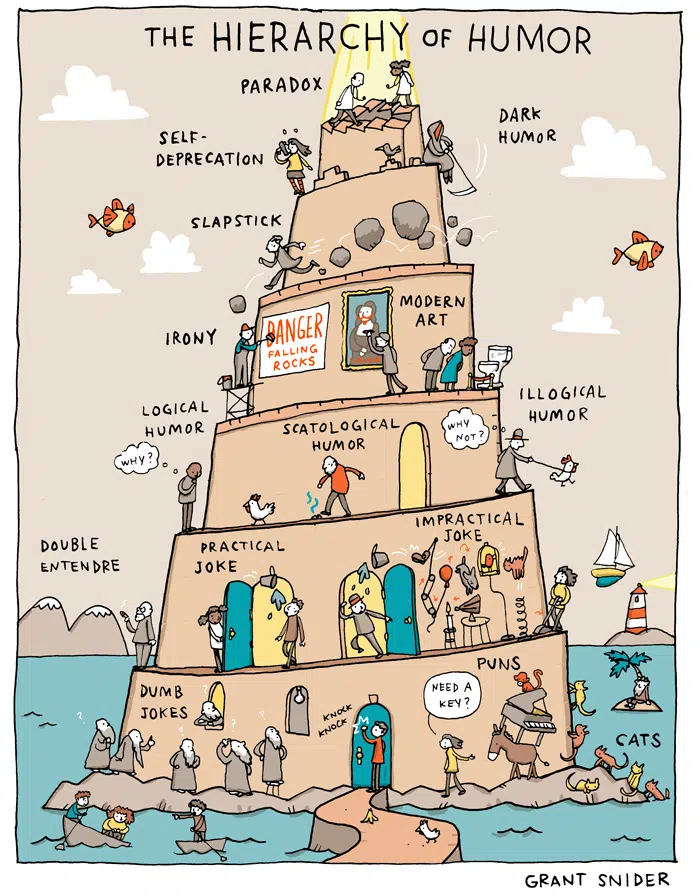 THE HIERARCHY OF HUMOR
PARADOX
DARK
HUMOR
SELF-
DEPRECATION
SLAPSTICK
MODERN
ART
IRONY
DANGER
FALLING
ROCKS
LOGICAL
HUMOR
ILLOGICAL
HUMOR
SCATOLOGICAL
HUMOR
WHY?
WHY
NOT?
DOUBLE
ENTENDRE
PRACTICAL
JOKE
IMPRACTICAL
JOKE
PUNS
DUMB
JOKES
NEED A
KEY?
KNOCK
KNOCK
CATS
?
?
?
?
GRANT SNIDER